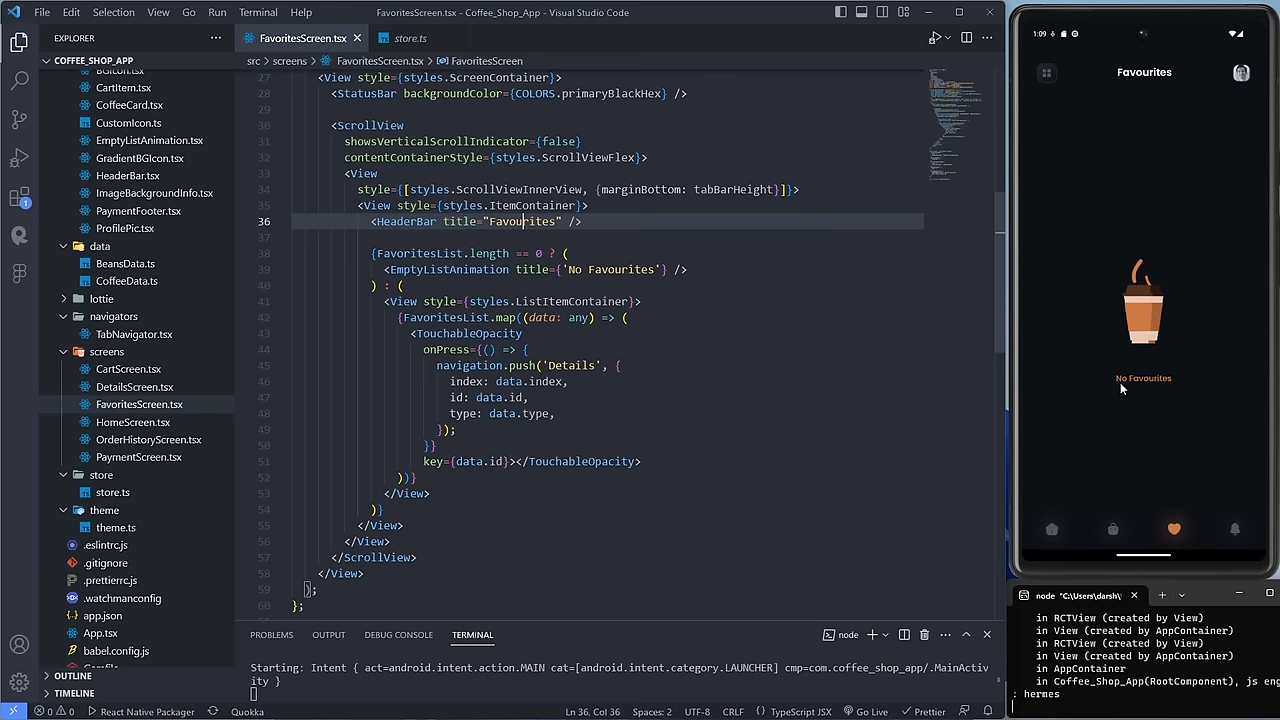 File Edit Selection View Go Run Terminal Help
FavoritesScreen.tsx - Coffee_Shop_App - Visual Studio Code
EXPLORER
COFFEE_SHOP_APP
BGIcon.tsx
CartItem.tsx
CoffeeCard.tsx
CustomIcon.ts
EmptyListAnimation.tsx
GradientBGIcon.tsx
HeaderBar.tsx
ImageBackgroundInfo.tsx
PaymentFooter.tsx
ProfilePic.tsx
data
BeansData.ts
CoffeeData.ts
lottie
navigators
TabNavigator.tsx
screens
CartScreen.tsx
DetailsScreen.tsx
FavoritesScreen.tsx
HomeScreen.tsx
OrderHistoryScreen.tsx
PaymentScreen.tsx
store
store.ts
theme
theme.ts
.eslintrc.js
.gitignore
.prettierrc.js
.watchmanconfig
app.json
App.tsx
babel.config.js
OUTLINE
TIMELINE
FavoritesScreen.tsx
store.ts
src > screens > FavoritesScreen.tsx > FavoritesScreen
27 <View style={styles.ScreenContainer}>
28 <StatusBar backgroundColor={COLORS.primaryBlackHex} />
29
30 <ScrollView
31 showsVerticalScrollIndicator={false}
32 contentContainerStyle={styles.ScrollViewFlex}>
33 <View
34 style={[styles.ScrollViewInnerView, {marginBottom: tabBarHeight}]}>
35 <View style={styles.ItemContainer}>
36 <HeaderBar title="Favourites" />
37
38 {FavoritesList.length == 0 ? (
39 <EmptyListAnimation title={'No Favourites'} />
40 ) : (
41 <View style={styles.ListItemContainer}>
42 {FavoritesList.map((data: any) => (
43 <TouchableOpacity
44 onPress={() => {
45 navigation.push('Details', {
46 index: data.index,
47 id: data.id,
48 type: data.type,
49 });
50 }}
51 key={data.id}></TouchableOpacity>
52 ))}
53 </View>
54 )}
55 </View>
56 </View>
57 </ScrollView>
58 </View>
59 );
60 };
PROBLEMS OUTPUT DEBUG CONSOLE TERMINAL
node
Starting: Intent { act=android.intent.action.MAIN cat=[android.intent.category.LAUNCHER] cmp=com.coffee_shop_app/.MainActiv
ity }
0 0 React Native Packager Quokka Ln 36, Col 36 Spaces: 2 UTF-8 CRLF {} TypeScript JSX Go Live Prettier
1
1:09
Favourites
No Favourites
node "C:\Users\darsh\
in RCTView (created by View)
in View (created by AppContainer)
in RCTView (created by View)
in View (created by AppContainer)
in AppContainer
in Coffee_Shop_App(RootComponent), js eng
: hermes